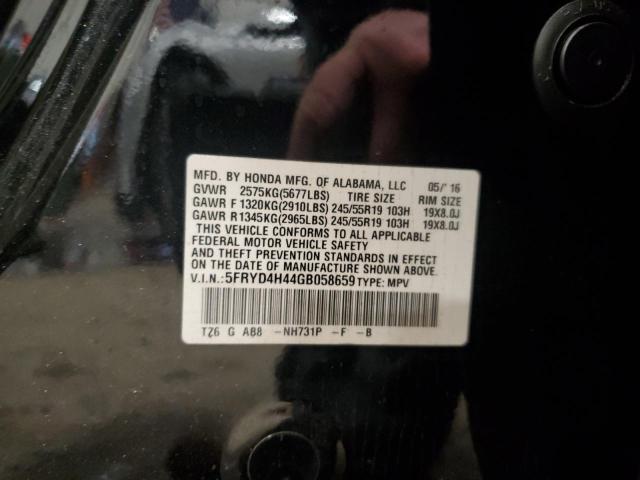 MFD. BY HONDA MFG. OF ALABAMA, LLC 05/'16
GVWR 2575KG(5677LBS) TIRE SIZE RIM SIZE
GAWR F 1320KG(2910LBS) 245/55R19 103H 19X8.0J
GAWR R 1345KG(2965LBS) 245/55R19 103H 19X8.0J
THIS VEHICLE CONFORMS TO ALL APPLICABLE
FEDERAL MOTOR VEHICLE SAFETY
AND THEFT PREVENTION STANDARDS IN EFFECT
ON THE DATE OF MANUFACTURE SHOWN ABOVE.
V.I.N.: 5FRYD4H44GB058659 TYPE: MPV
TZ6 G AB8 -NH731P -F -B